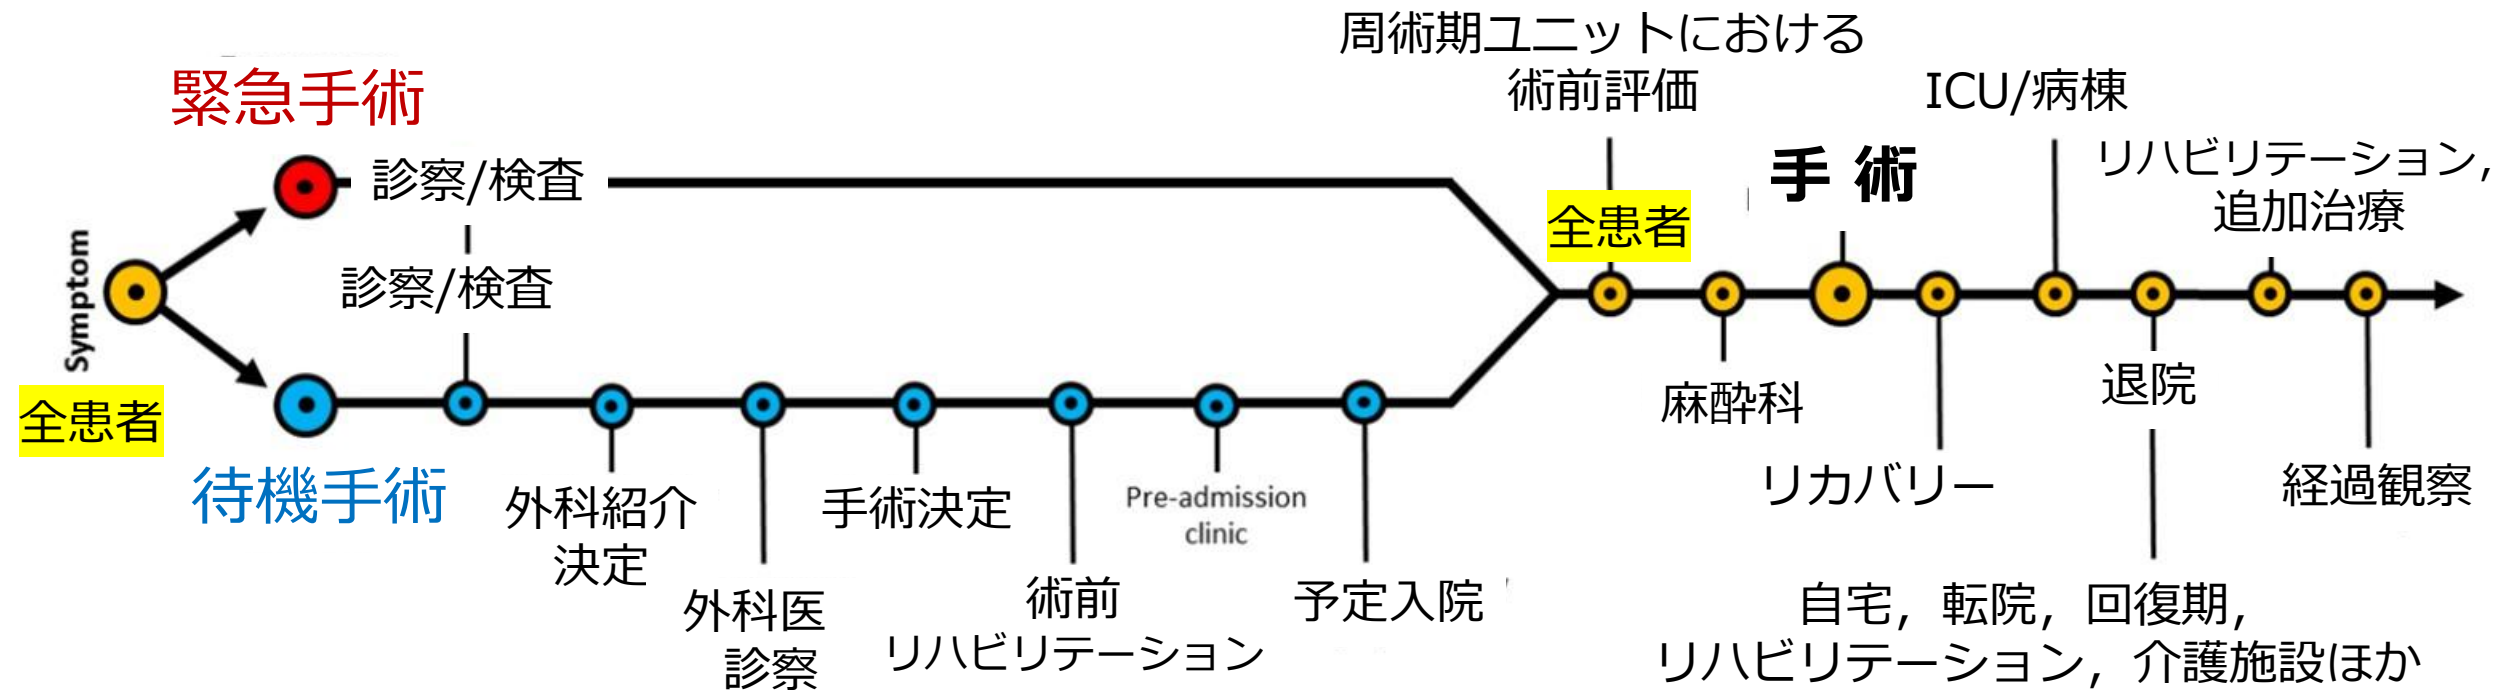 緊急手術
診察/検査
診察/検査
Symptom
全患者
待機手術
外科紹介
決定
外科医
診察
手術決定
術前
リハビリテーション
Pre-admission
clinic
予定入院
周術期ユニットにおける
術前評価
全患者
麻酔科
手 術
リカバリー
ICU/病棟
退院
自宅，転院，回復期，
リハビリテーション，介護施設ほか
リハビリテーション，
追加治療
経過観察